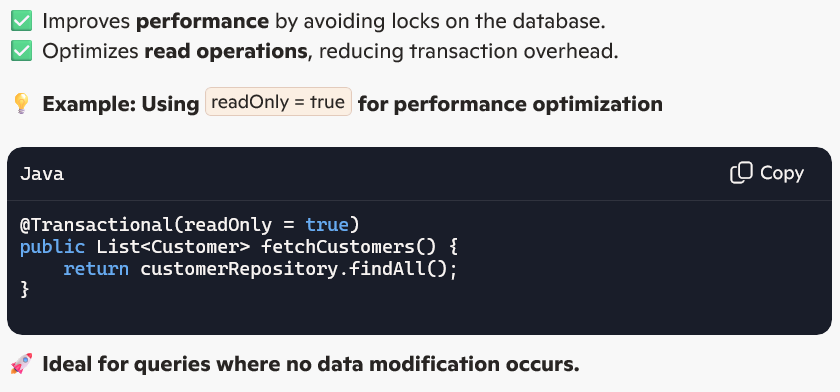 ✅ Improves performance by avoiding locks on the database.
✅ Optimizes read operations, reducing transaction overhead.
💡 Example: Using readOnly = true for performance optimization
Java
Copy
@Transactional(readOnly = true)
public List<Customer> fetchCustomers() {
    return customerRepository.findAll();
}
🚀 Ideal for queries where no data modification occurs.